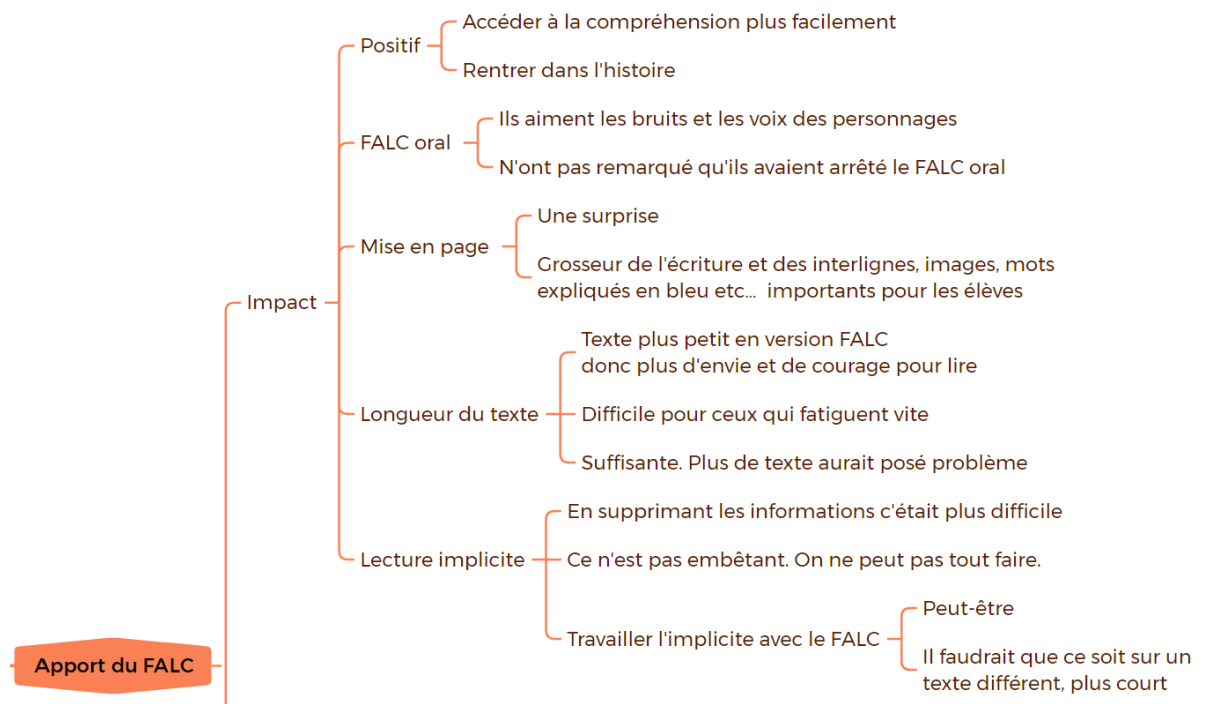 Accéder à la compréhension plus facilement
Positif
Rentrer dans l'histoire
Ils aiment les bruits et les voix des personnages
FALC oral
N'ont pas remarqué qu'ils avaient arrêté le FALC oral
Une surprise
Mise en page
Grosseur de l'écriture et des interlignes, images, mots
expliqués en bleu etc... importants pour les élèves
Impact
Texte plus petit en version FALC
donc plus d'envie et de courage pour lire
Longueur du texte
Difficile pour ceux qui fatiguent vite
Suffisante. Plus de texte aurait posé problème
En supprimant les informations c'était plus difficile
Lecture implicite
Ce n'est pas embêtant. On ne peut pas tout faire.
Peut-être
Travailler l'implicite avec le FALC
Il faudrait que ce soit sur un
texte différent, plus court
Apport du FALC